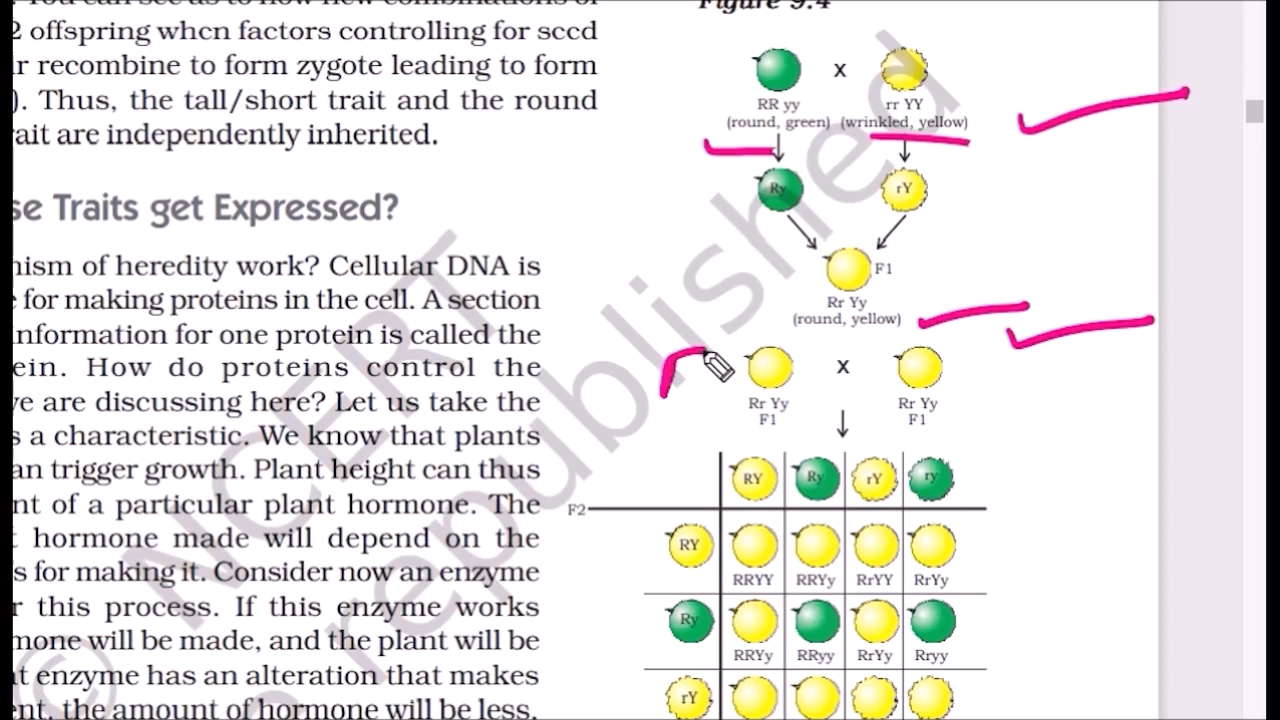 2 offspring when factors controlling for seed
r recombine to form zygote leading to form
). Thus, the tall/short trait and the round
ait are independently inherited.
se Traits get Expressed?
nism of heredity work? Cellular DNA is
for making proteins in the cell. A section
information for one protein is called the
ein. How do proteins control the
e are discussing here? Let us take the
s a characteristic. We know that plants
an trigger growth. Plant height can thus
nt of a particular plant hormone. The
hormone made will depend on the
s for making it. Consider now an enzyme
r this process. If this enzyme works
mone will be made, and the plant will be
t enzyme has an alteration that makes
ent, the amount of hormone will be less,
Figure 9.4
x
RR yy rr YY
(round, green) (wrinkled, yellow)
Ry rY
F1
Rr Yy
(round, yellow)
x
Rr Yy Rr Yy
F1 F1
RY Ry rY ry
F2
RY
RRYY RRYy RrYY RrYy
Ry
RRYy RRyy RrYy Rryy
rY
© NCERT
republished